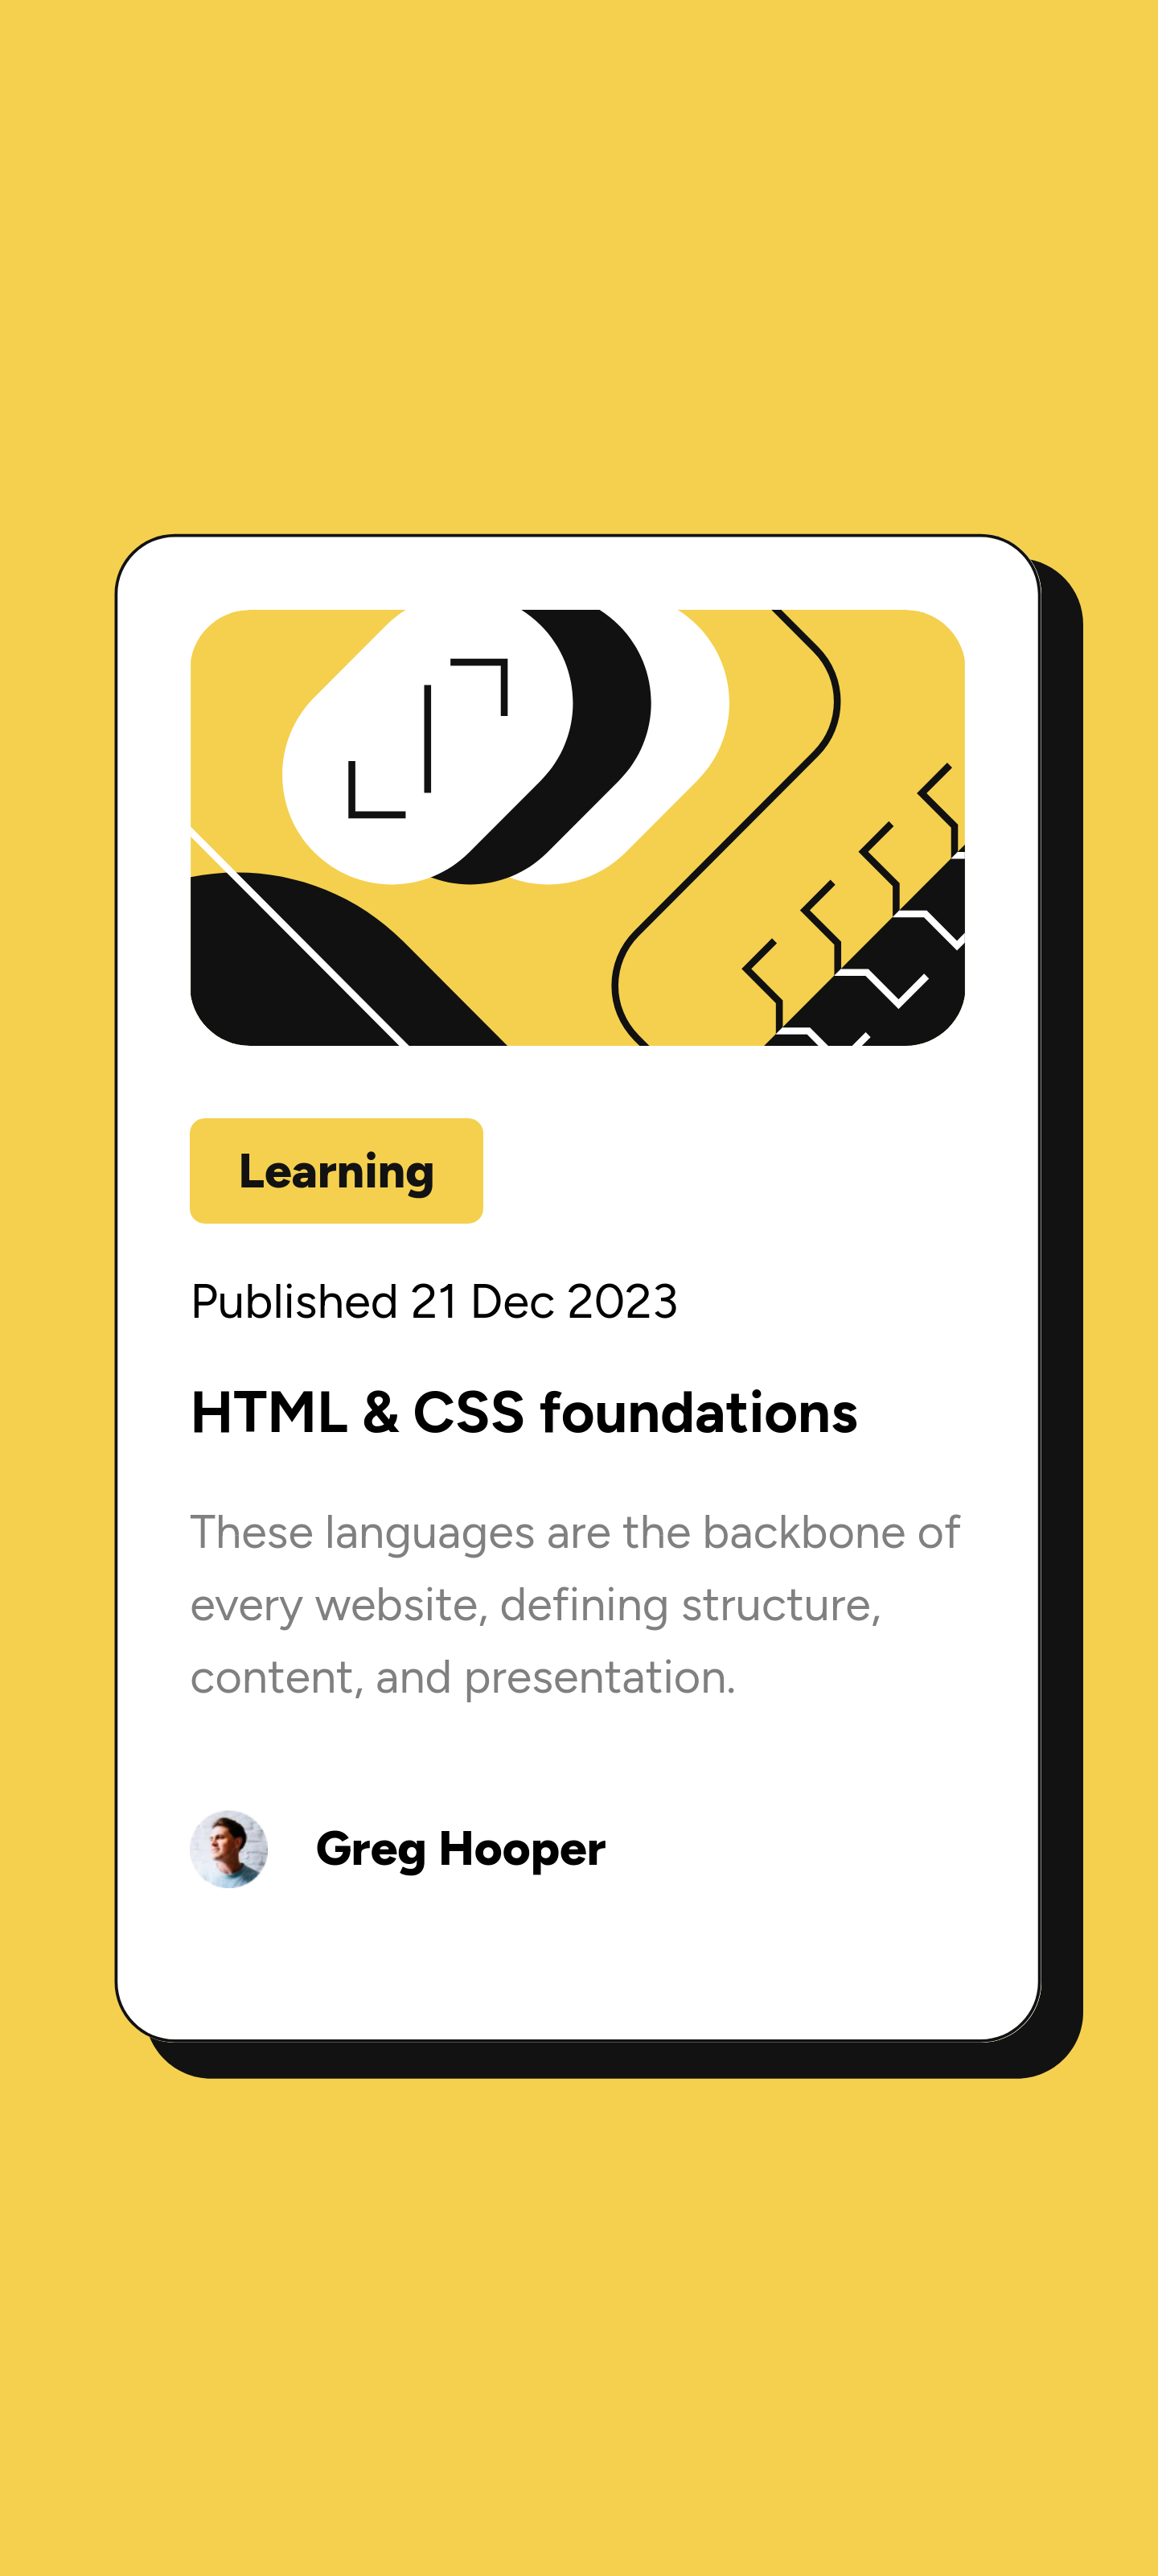 Learning
Published 21 Dec 2023
HTML & CSS foundations
These languages are the backbone of
every website, defining structure,
content, and presentation.
Greg Hooper